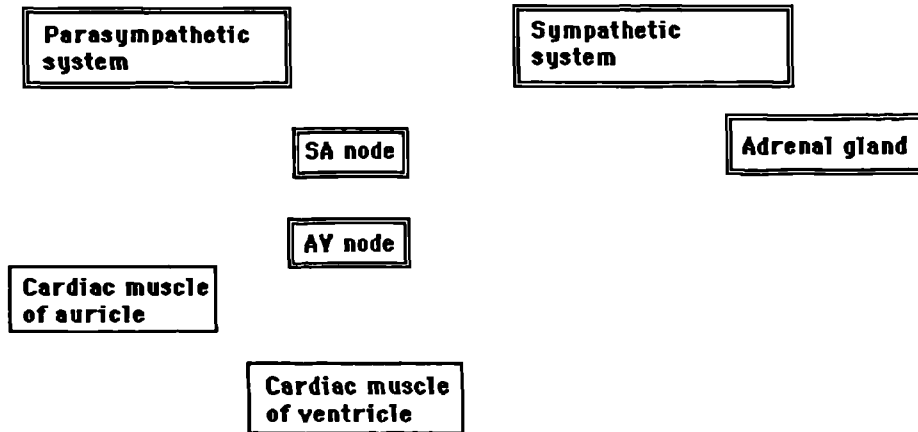 Parasympathetic
system
Sympathetic
system
SA node
Adrenal gland
AV node
Cardiac muscle
of auricle
Cardiac muscle
of ventricle